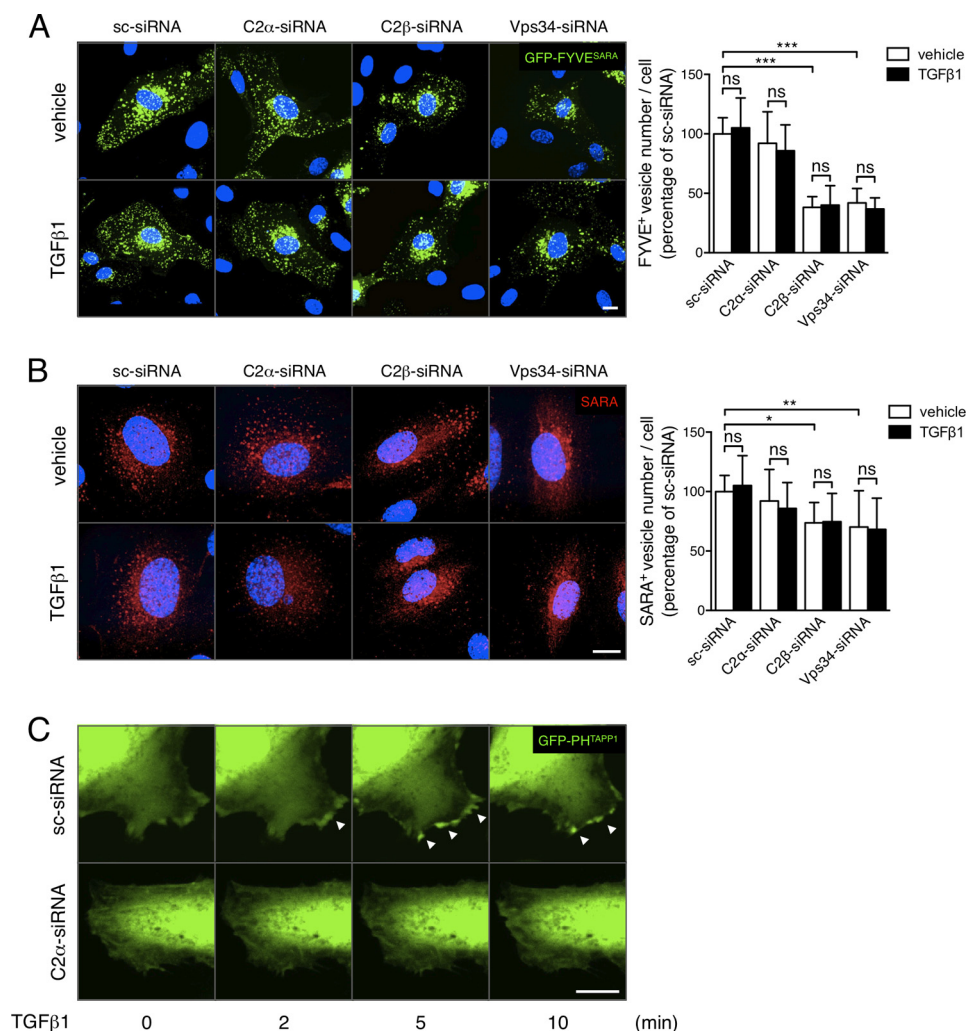 A
sc-siRNA C2α-siRNA C2β-siRNA Vps34-siRNA
GFP-FYVE^SARA
vehicle
TGFβ1
FYVE⁺ vesicle number / cell
(percentage of sc-siRNA)
150
100
50
0
***
***
ns ns ns ns
vehicle
TGFβ1
sc-siRNA
C2α-siRNA
C2β-siRNA
Vps34-siRNA
B
sc-siRNA C2α-siRNA C2β-siRNA Vps34-siRNA
SARA
vehicle
TGFβ1
SARA⁺ vesicle number / cell
(percentage of sc-siRNA)
150
100
50
0
**
*
ns ns ns ns
vehicle
TGFβ1
sc-siRNA
C2α-siRNA
C2β-siRNA
Vps34-siRNA
C
GFP-PH^TAPP1
sc-siRNA
C2α-siRNA
TGFβ1 0 2 5 10 (min)